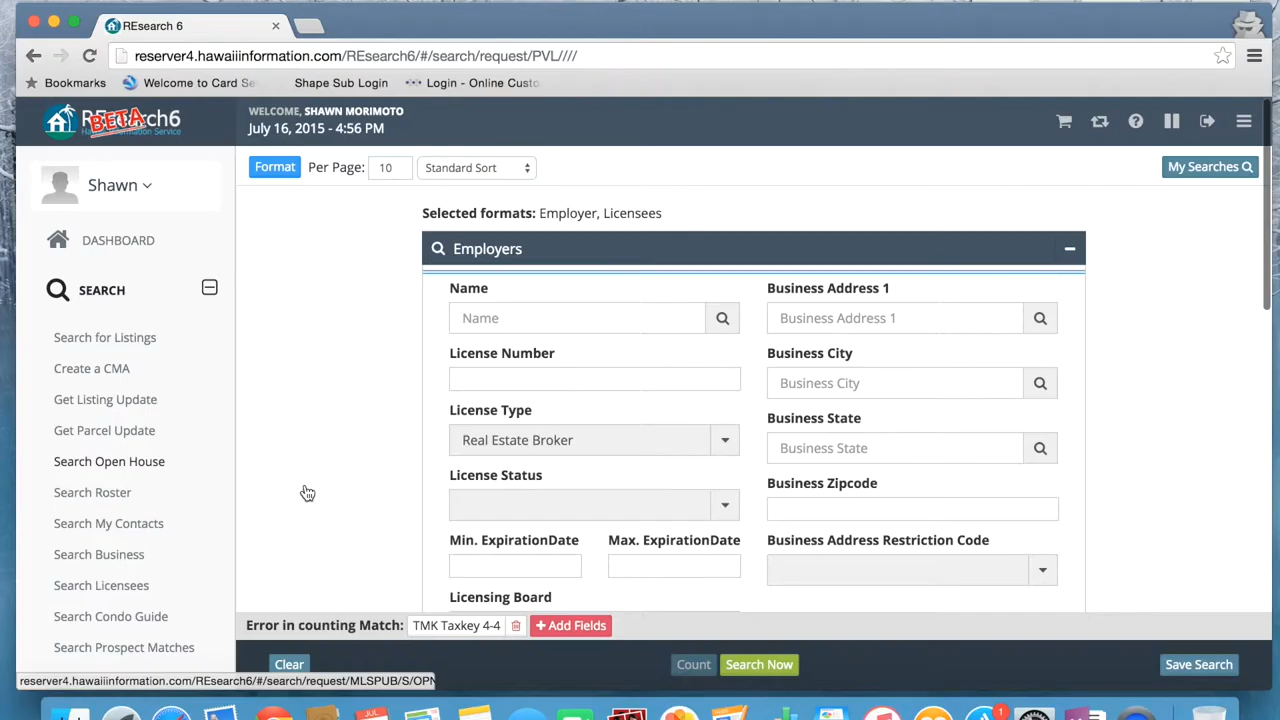 REsearch 6
reserver4.hawaiiinformation.com/REsearch6/#/search/request/PVL////
Bookmarks Welcome to Card Se Shape Sub Login Login - Online Custo
REsearch6
BETA
Hawaii Information Service
WELCOME, SHAWN MORIMOTO
July 16, 2015 - 4:56 PM
Shawn
Format Per Page: 10 Standard Sort My Searches
DASHBOARD
SEARCH
Search for Listings
Create a CMA
Get Listing Update
Get Parcel Update
Search Open House
Search Roster
Search My Contacts
Search Business
Search Licensees
Search Condo Guide
Search Prospect Matches
Selected formats: Employer, Licensees
Employers
Name
Name
License Number
License Type
Real Estate Broker
License Status
Min. ExpirationDate Max. ExpirationDate
Licensing Board
Business Address 1
Business Address 1
Business City
Business City
Business State
Business State
Business Zipcode
Business Address Restriction Code
Error in counting Match: TMK Taxkey 4-4 Add Fields
Clear Count Search Now Save Search
reserver4.hawaiiinformation.com/REsearch6/#/search/request/MLSPUB/S/OPN
JUL
1